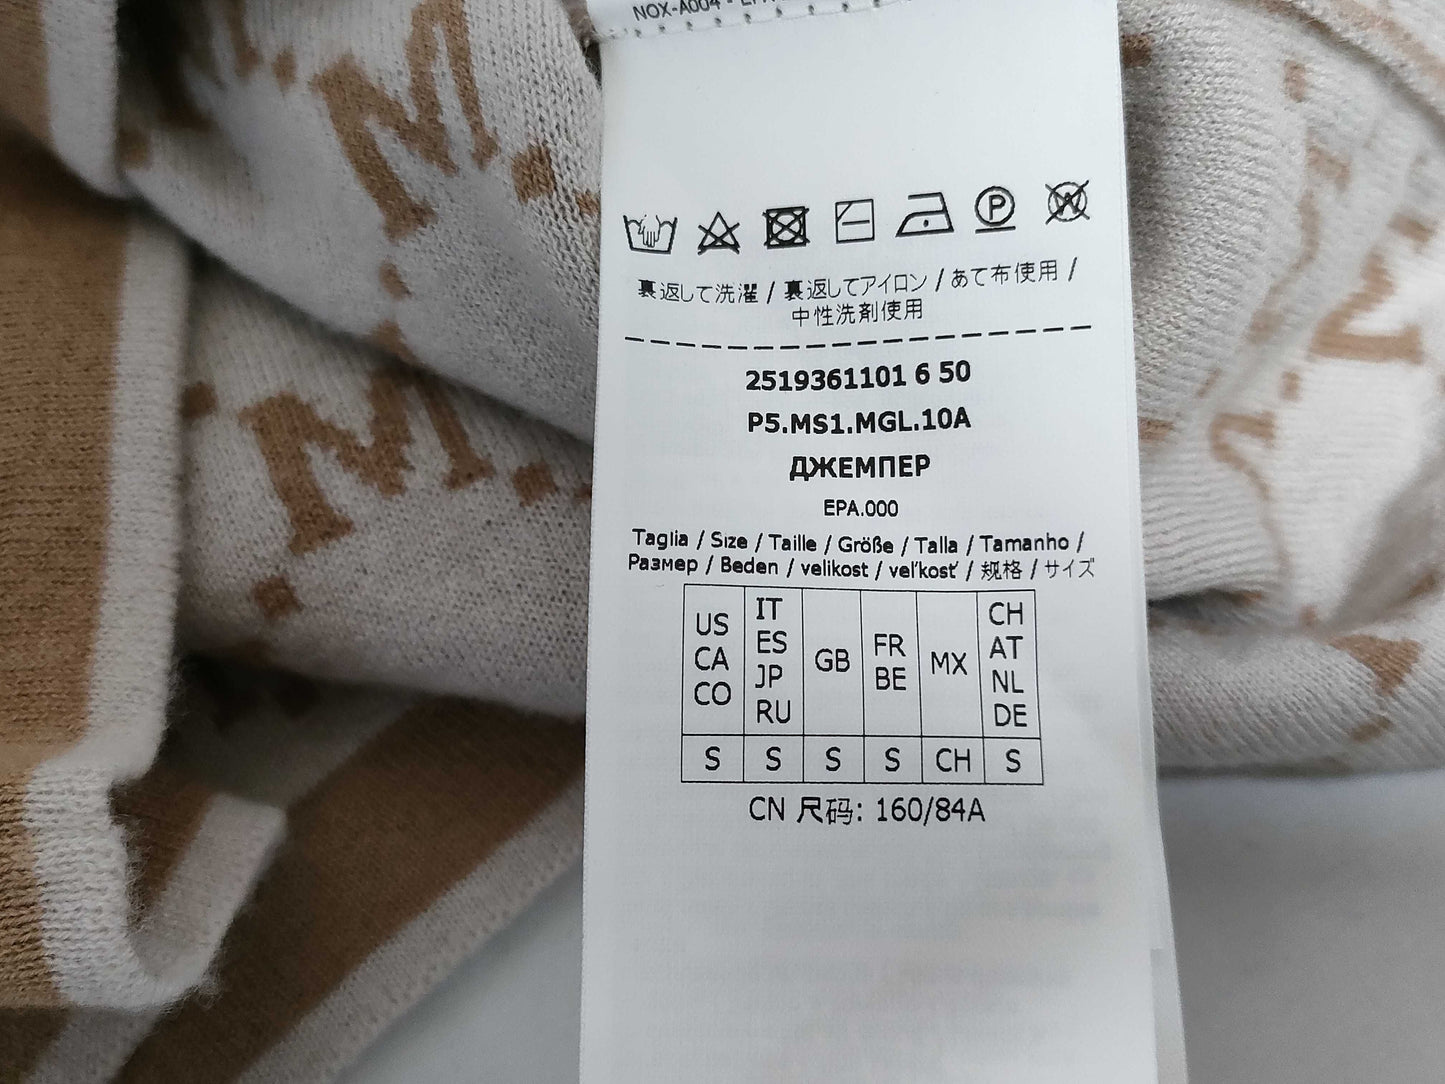 NOX-A004 -
裏返して洗濯 / 裏返してアイロン / あて布使用 /
中性洗剤使用
2519361101 6 50
P5.MS1.MGL.10A
ДЖЕМПЕР
EPA.000
Taglia / Size / Taille / Größe / Talla / Tamanho /
Размер / Beden / velikost / veľkosť / 规格 / サイズ
US CA CO
IT ES JP RU
GB
FR BE
MX
CH AT NL DE
S S S S CH S
CN 尺码: 160/84A